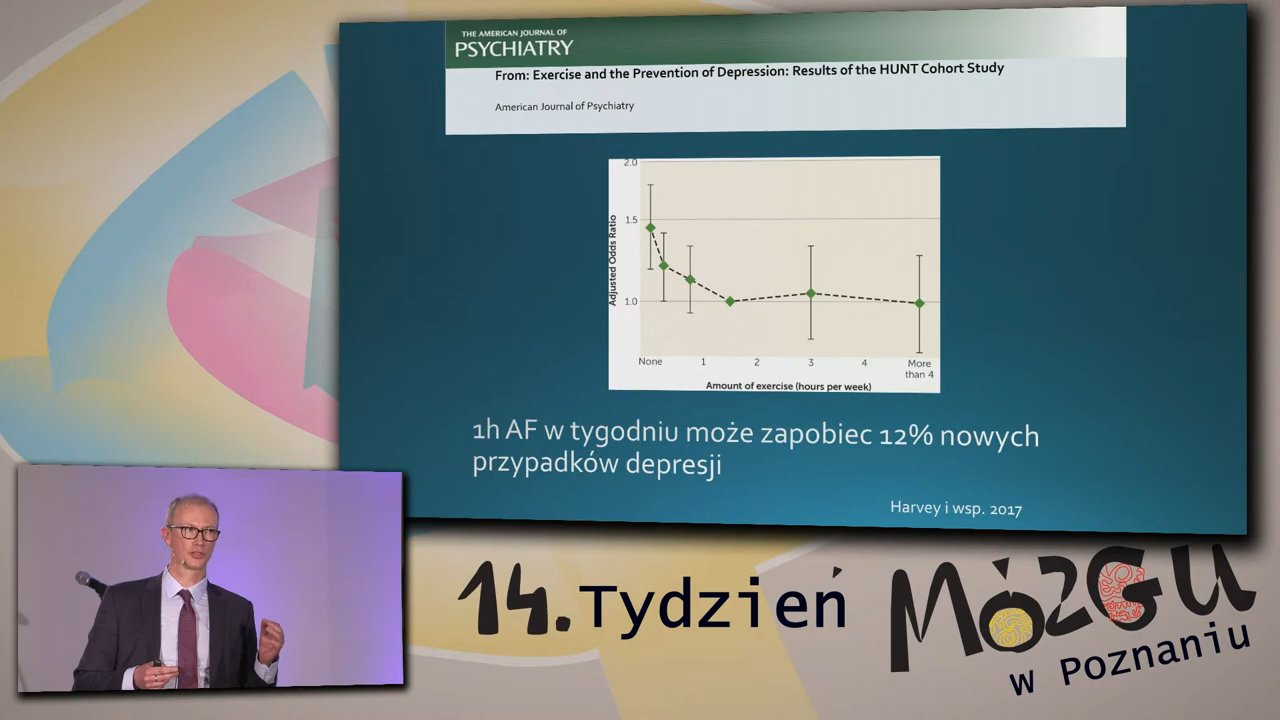 THE AMERICAN JOURNAL OF
PSYCHIATRY
From: Exercise and the Prevention of Depression: Results of the HUNT Cohort Study
American Journal of Psychiatry
2.0
1.5
1.0
Adjusted Odds Ratio
None 1 2 3 4 More
than 4
Amount of exercise (hours per week)
1h AF w tygodniu może zapobiec 12% nowych
przypadków depresji
Harvey i wsp. 2017
14. Tydzień MÓZGU
w Poznaniu